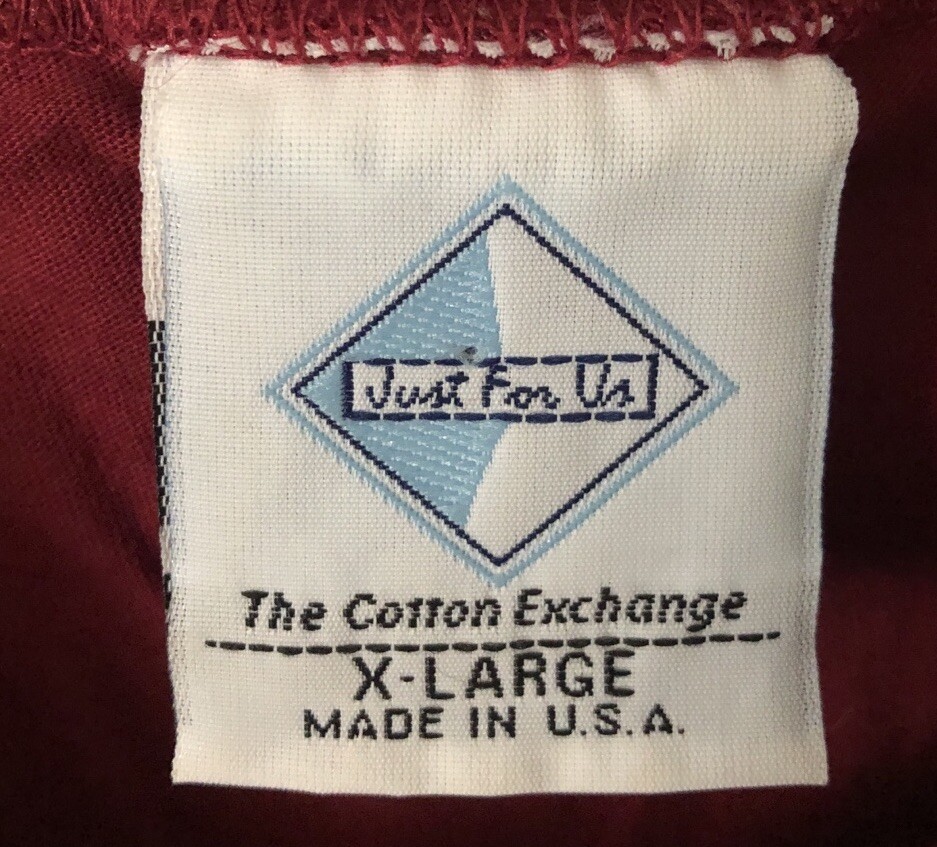 Just For Us
The Cotton Exchange
X-LARGE
MADE IN U.S.A.